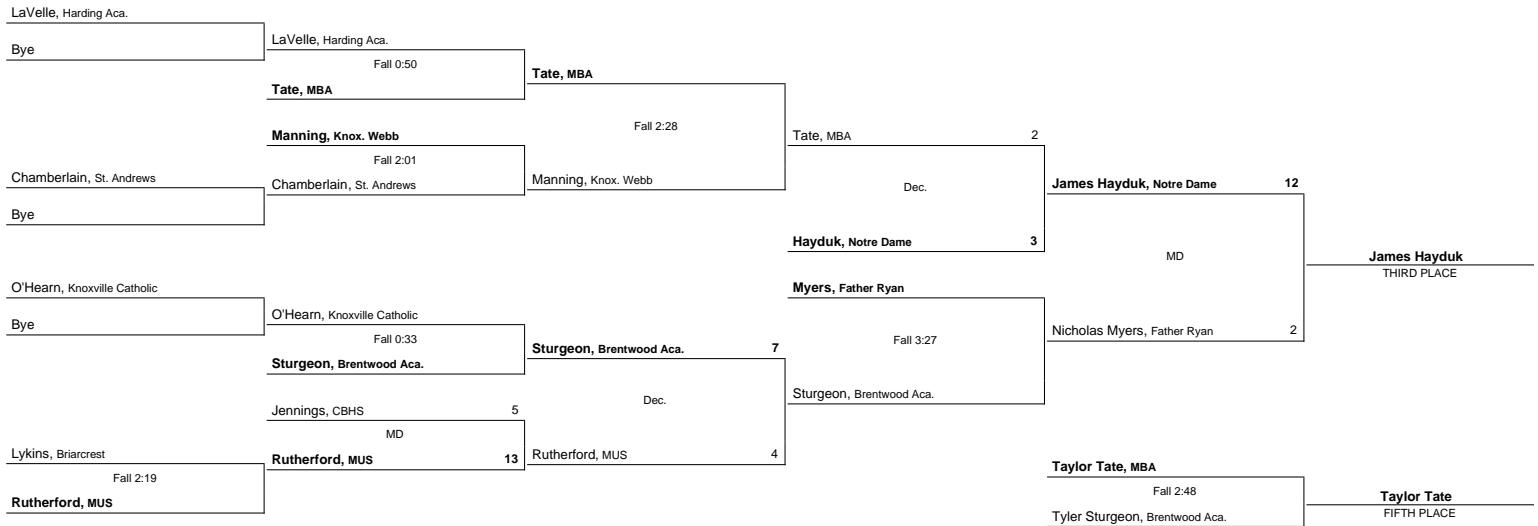 LaVelle, Harding Aca.
Bye
LaVelle, Harding Aca.
Fall 0:50
Tate, MBA
Tate, MBA
Manning, Knox. Webb
Fall 2:01
Chamberlain, St. Andrews
Chamberlain, St. Andrews
Bye
Fall 2:28
Manning, Knox. Webb
Tate, MBA 2
Dec.
Hayduk, Notre Dame 3
James Hayduk, Notre Dame 12
MD
James Hayduk
THIRD PLACE
O'Hearn, Knoxville Catholic
Bye
O'Hearn, Knoxville Catholic
Fall 0:33
Sturgeon, Brentwood Aca.
Sturgeon, Brentwood Aca. 7
Myers, Father Ryan
Fall 3:27
Nicholas Myers, Father Ryan 2
Sturgeon, Brentwood Aca.
Dec.
Jennings, CBHS 5
MD
Rutherford, MUS 13
Rutherford, MUS 4
Lykins, Briarcrest
Fall 2:19
Rutherford, MUS
Taylor Tate, MBA
Fall 2:48
Tyler Sturgeon, Brentwood Aca.
Taylor Tate
FIFTH PLACE